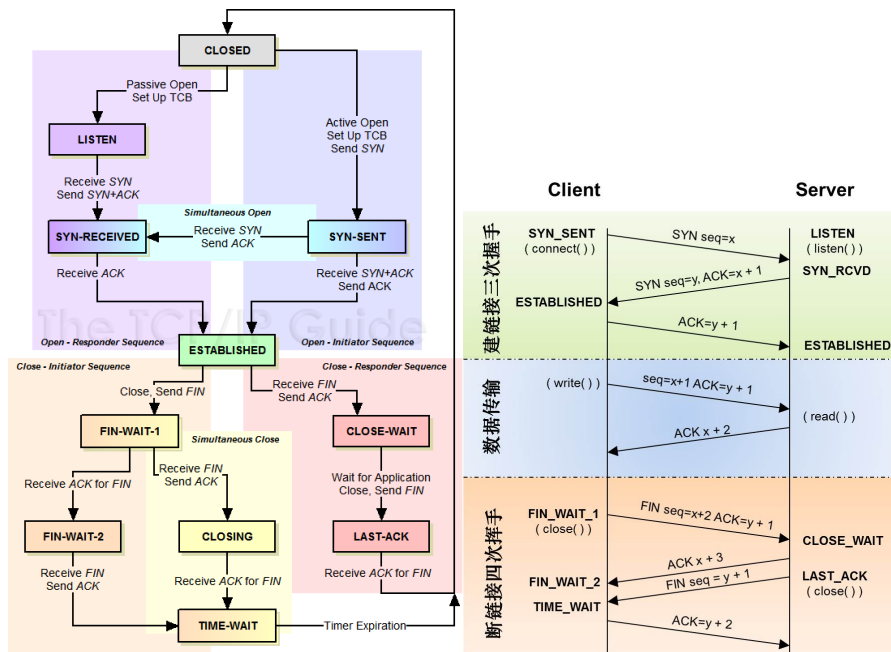 CLOSED
Passive Open
Set Up TCB
LISTEN
Active Open
Set Up TCB
Send SYN
Receive SYN
Send SYN+ACK
Simultaneous Open
SYN-RECEIVED
Receive SYN
Send ACK
SYN-SENT
Receive ACK
Receive SYN+ACK
Send ACK
The TCP/IP Guide
Open - Responder Sequence
ESTABLISHED
Open - Initiator Sequence
Close - Initiator Sequence
Close - Responder Sequence
Close, Send FIN
Receive FIN
Send ACK
FIN-WAIT-1
CLOSE-WAIT
Simultaneous Close
Receive ACK for FIN
Receive FIN
Send ACK
Wait for Application
Close, Send FIN
FIN-WAIT-2
CLOSING
LAST-ACK
Receive FIN
Send ACK
Receive ACK for FIN
Receive ACK for FIN
TIME-WAIT
Timer Expiration
Client
Server
建链接三次握手
SYN_SENT
( connect( ) )
SYN seq=x
LISTEN
( listen( ) )
SYN_RCVD
SYN seq=y, ACK=x + 1
ESTABLISHED
ACK=y + 1
ESTABLISHED
数据传输
( write( ) )
seq=x+1 ACK=y + 1
( read( ) )
ACK x + 2
断链接四次挥手
FIN_WAIT_1
( close( ) )
FIN seq=x+2 ACK=y + 1
CLOSE_WAIT
ACK x + 3
FIN_WAIT_2
FIN seq = y + 1
LAST_ACK
( close( ) )
TIME_WAIT
ACK=y + 2